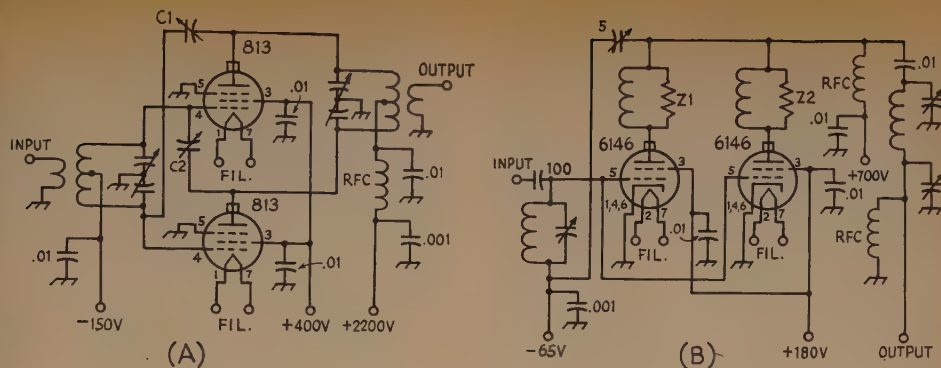 C1
813
5
3
.01
4
1
7
FIL.
C2
INPUT
OUTPUT
RFC
.01
813
5
3
.01
4
1
7
FIL.
.001
.01
-150V
+400V
+2200V
(A)
5
.01
RFC
Z1
Z2
.01
6146
6146
+700V
INPUT
100
5
3
5
3
.01
1,4,6
2
7
FIL.
.01
1,4,6
2
7
FIL.
RFC
.001
-65V
+180V
OUTPUT
(B)